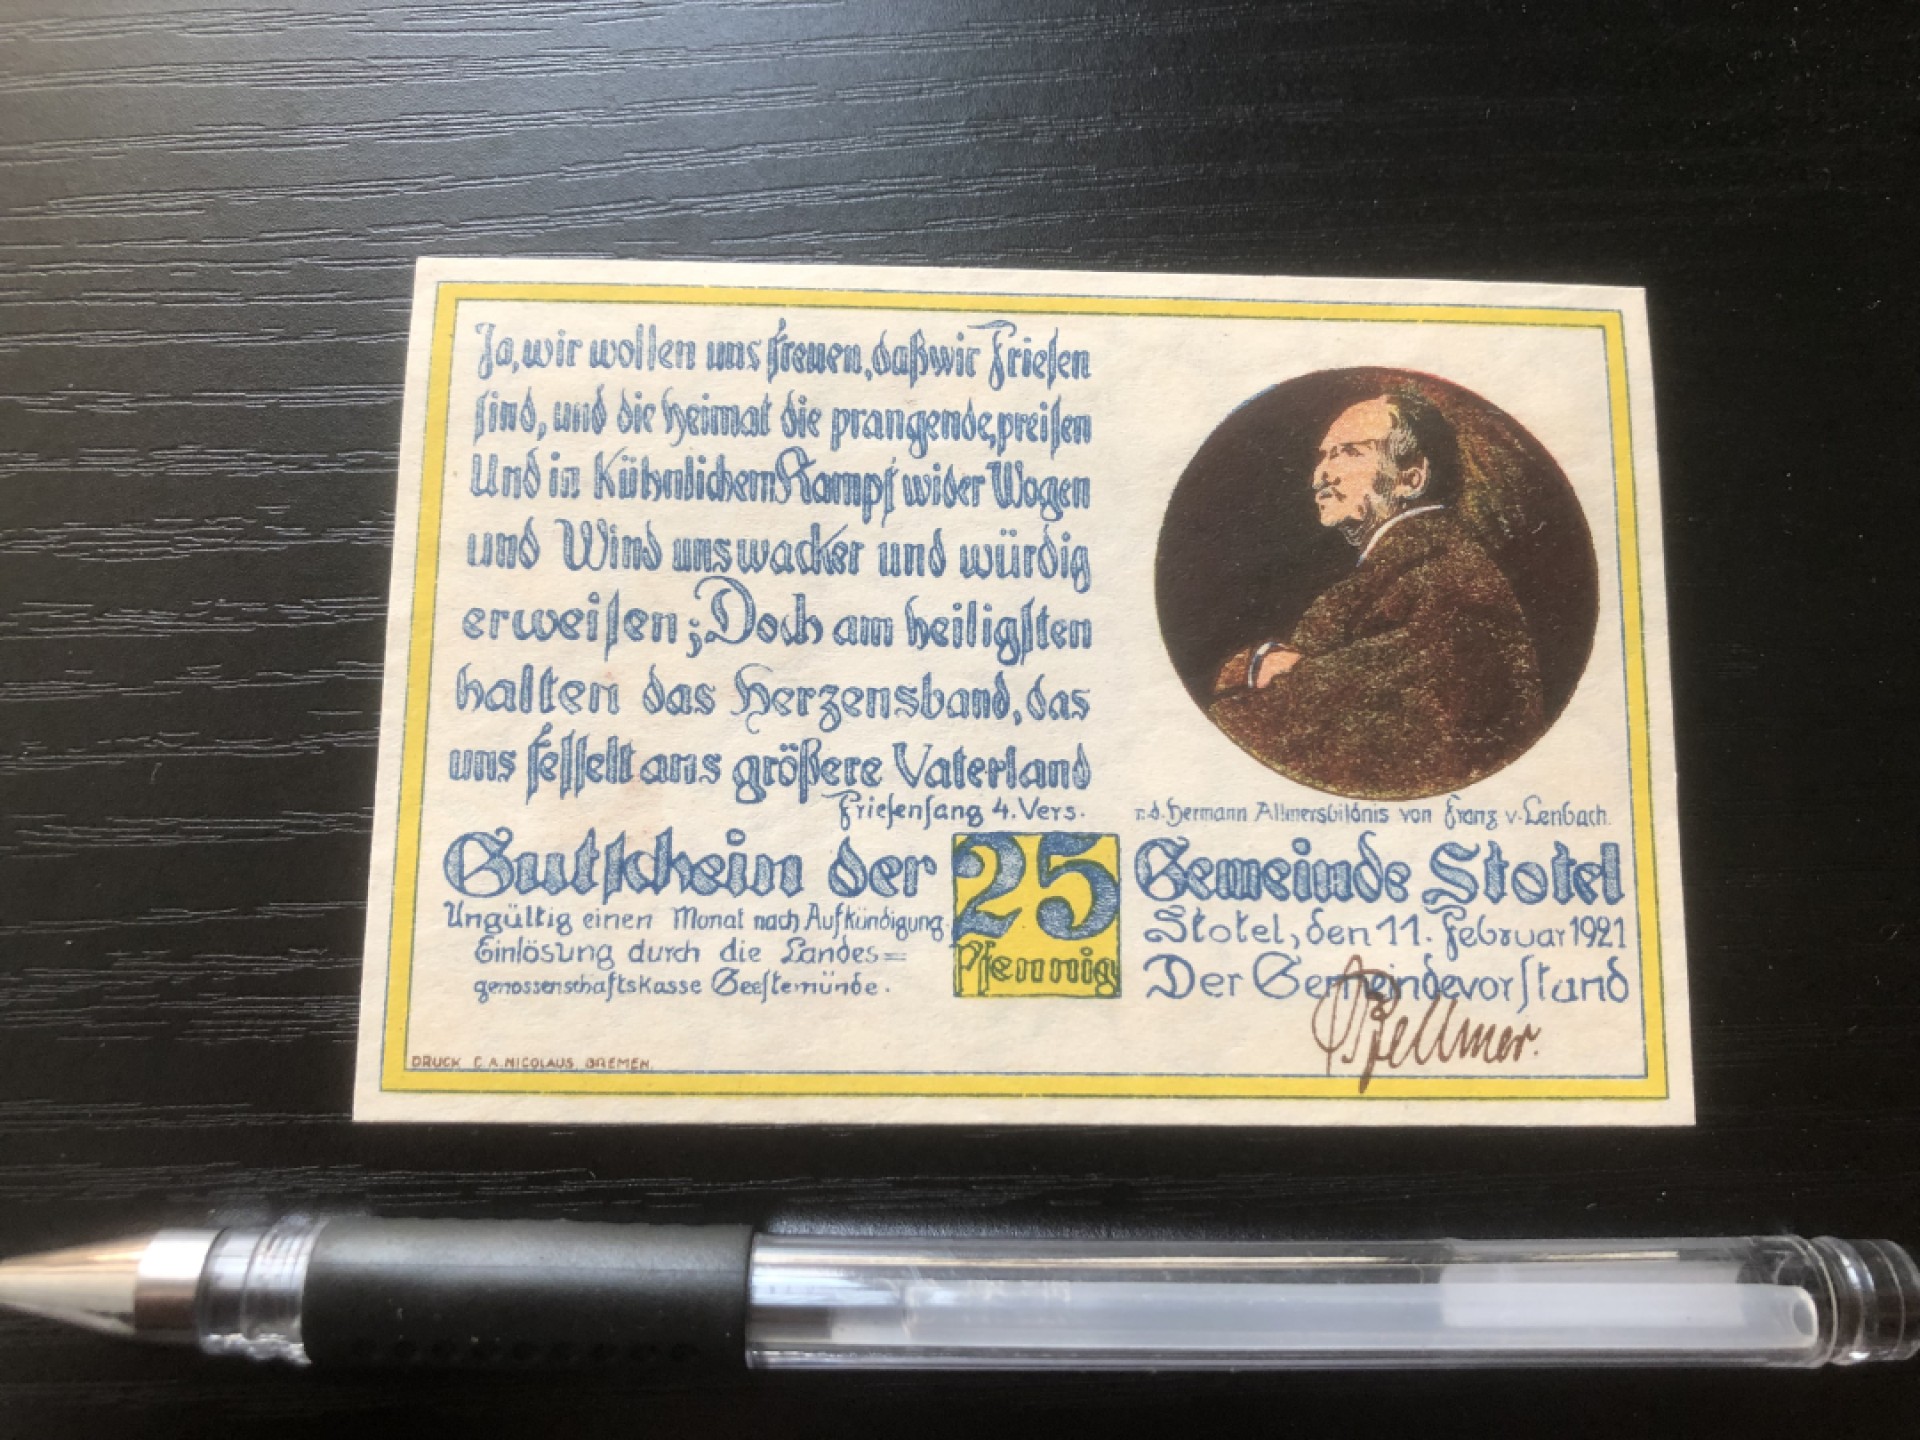 Ja, wir wollen uns freuen, daß wir Frieſen
ſind, und die Heimat die prangende, preiſen
Und in Kühnlichem Kampf wider Wogen
und Wind uns wacker und würdig
erweiſen; Doch am heiligſten
halten das Herzensband, das
uns feſſelt ans größere Vaterland
Frieſenſang 4. Vers.
n. d. Hermann Allmersbildnis von Franz v. Lenbach.
Gutſchein der
25
Pfennig
Gemeinde Stotel
Ungültig einen Monat nach Aufkündigung.
Einlösung durch die Landes=
genossenschaftskasse Geeſtemünde.
Stotel, den 11. Februar 1921
Der Gemeindevorſtand
Bellmer.
DRUCK C. A. NICOLAUS, BREMEN.